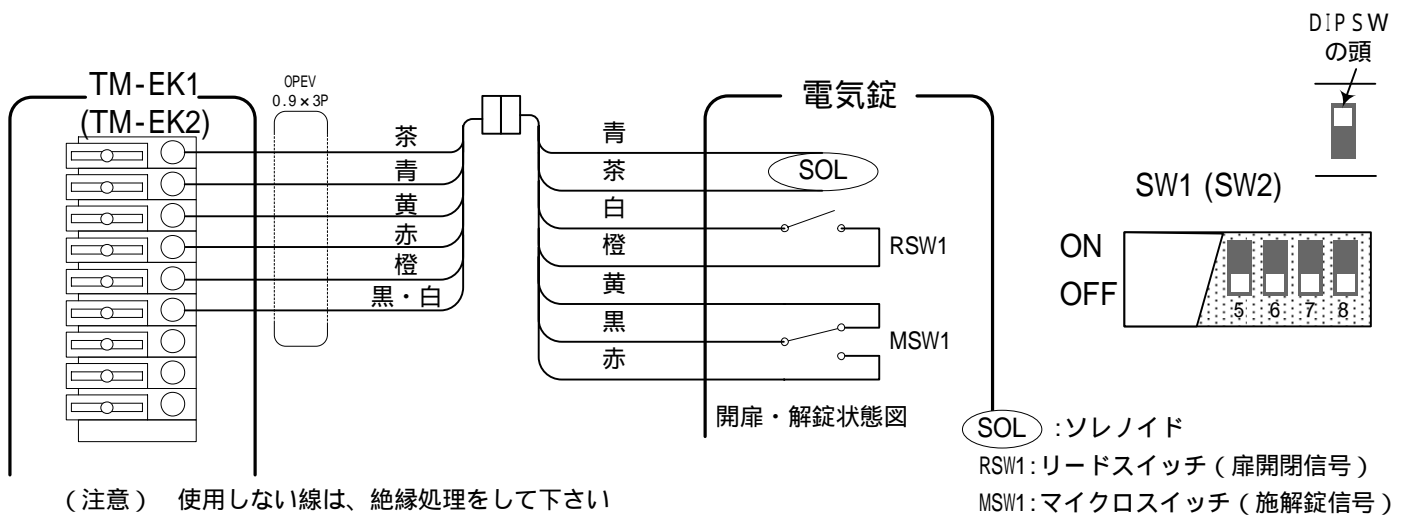 DIPSW
の頭
TM-EK1
(TM-EK2)
OPEV
0.9×3P
茶
青
黄
赤
橙
黒・白
青
茶
白
橙
黄
黒
赤
電気錠
SOL
RSW1
MSW1
開扉・解錠状態図
SW1 (SW2)
ON
OFF
5 6 7 8
SOL :ソレノイド
RSW1:リードスイッチ(扉開閉信号)
MSW1:マイクロスイッチ(施解錠信号)
(注意) 使用しない線は、絶縁処理をして下さい